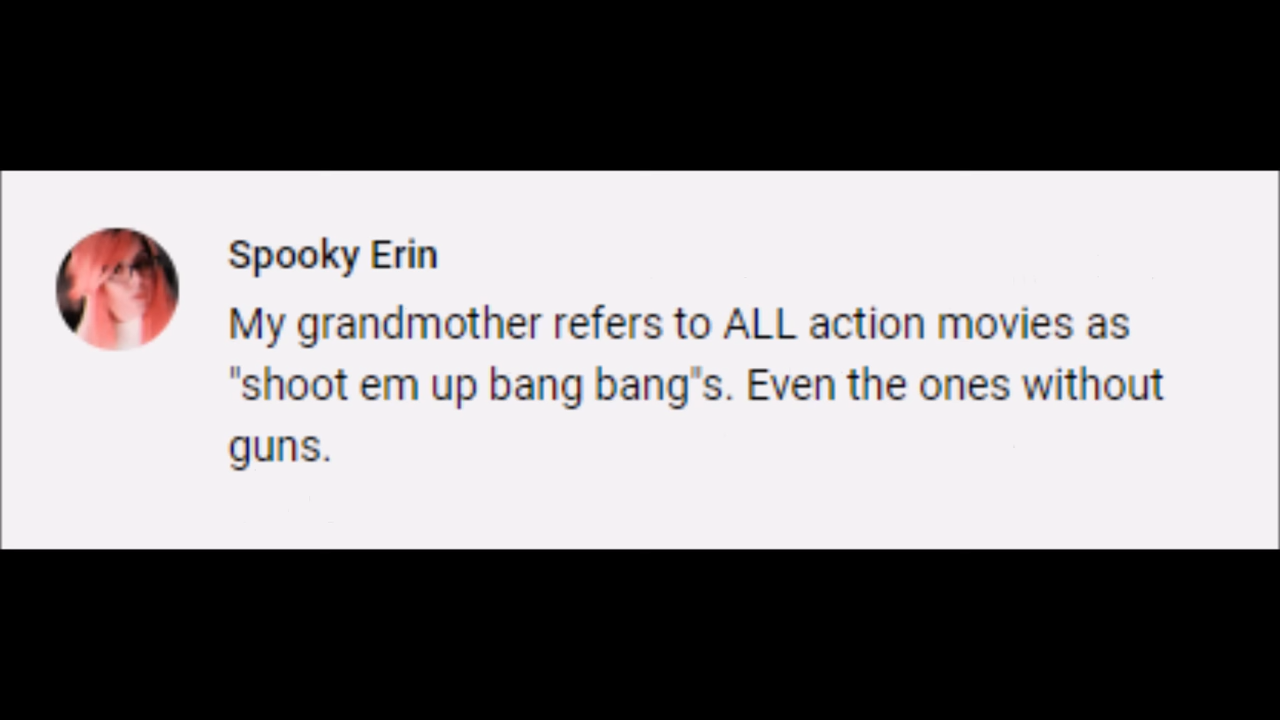 Spooky Erin
My grandmother refers to ALL action movies as
"shoot em up bang bang"s. Even the ones without
guns.